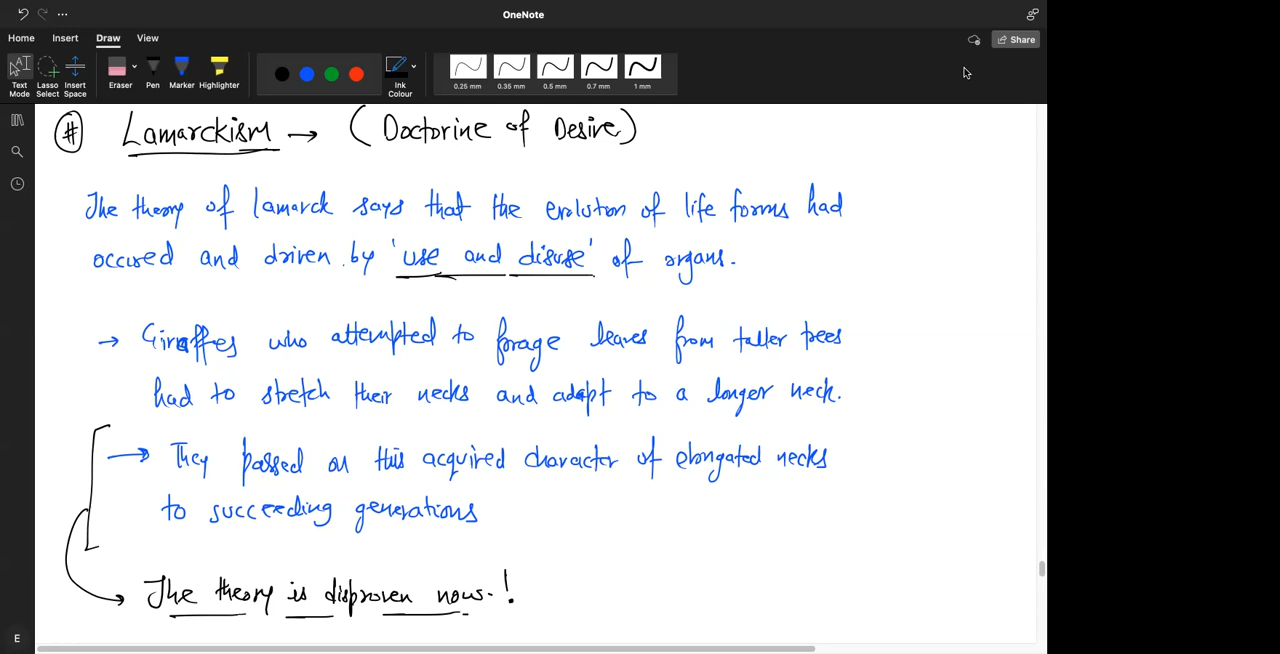 OneNote
Home Insert Draw View
Share
Text Mode
Lasso Select
Insert Space
Eraser
Pen
Marker
Highlighter
Ink Colour
0.25 mm
0.35 mm
0.5 mm
0.7 mm
1 mm
# Lamarckism → (Doctorine of Desire)
The theory of lamarck says that the evolution of life forms had
occured and driven by 'use and disuse' of organs.
→ Giraffes who attempted to forage leaves from taller trees
had to stretch their necks and adapt to a longer neck.
→ They passed on this acquired character of elongated necks
to succeeding generations
→ The theory is disproven now.!
E